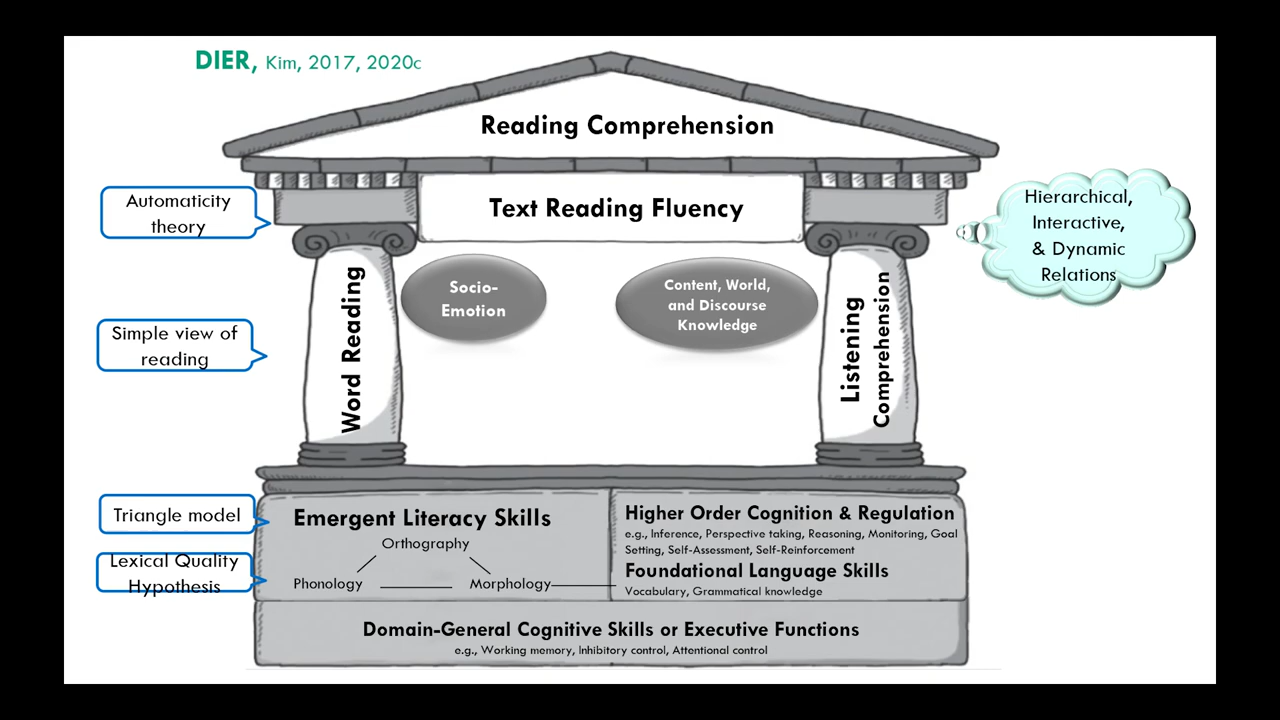 DIER, Kim, 2017, 2020c
Reading Comprehension
Text Reading Fluency
Automaticity
theory
Hierarchical,
Interactive,
& Dynamic
Relations
Socio-
Emotion
Content, World,
and Discourse
Knowledge
Simple view of
reading
Word Reading
Listening
Comprehension
Triangle model
Lexical Quality
Hypothesis
Emergent Literacy Skills
Orthography
Phonology
Morphology
Higher Order Cognition & Regulation
e.g., Inference, Perspective taking, Reasoning, Monitoring, Goal
Setting, Self-Assessment, Self-Reinforcement
Foundational Language Skills
Vocabulary, Grammatical knowledge
Domain-General Cognitive Skills or Executive Functions
e.g., Working memory, Inhibitory control, Attentional control